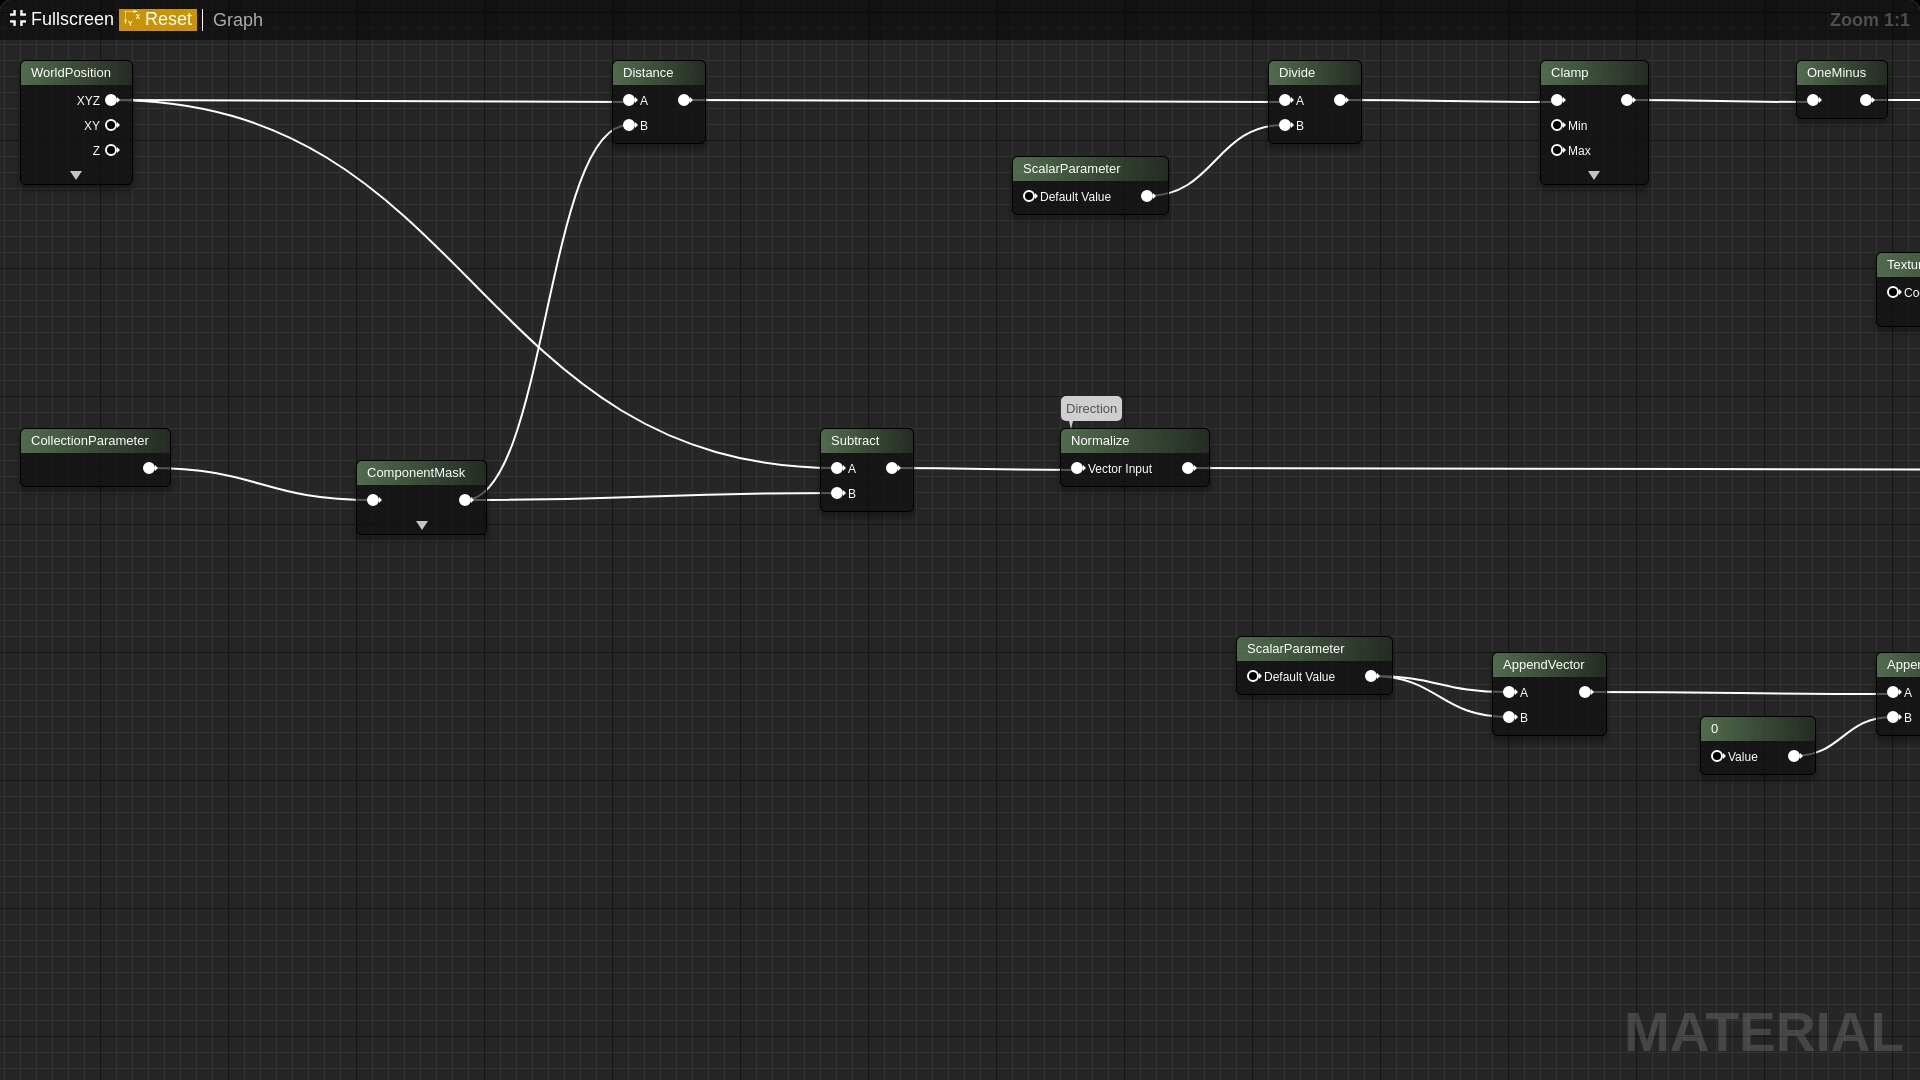 Fullscreen Reset Graph Zoom 1:1
WorldPosition
XYZ
XY
Z
Distance
A
B
Divide
A
B
Clamp
Min
Max
OneMinus
ScalarParameter
Default Value
Textur
Co
Direction
CollectionParameter
ComponentMask
Subtract
A
B
Normalize
Vector Input
ScalarParameter
Default Value
AppendVector
A
B
0
Value
Apper
A
B
MATERIAL